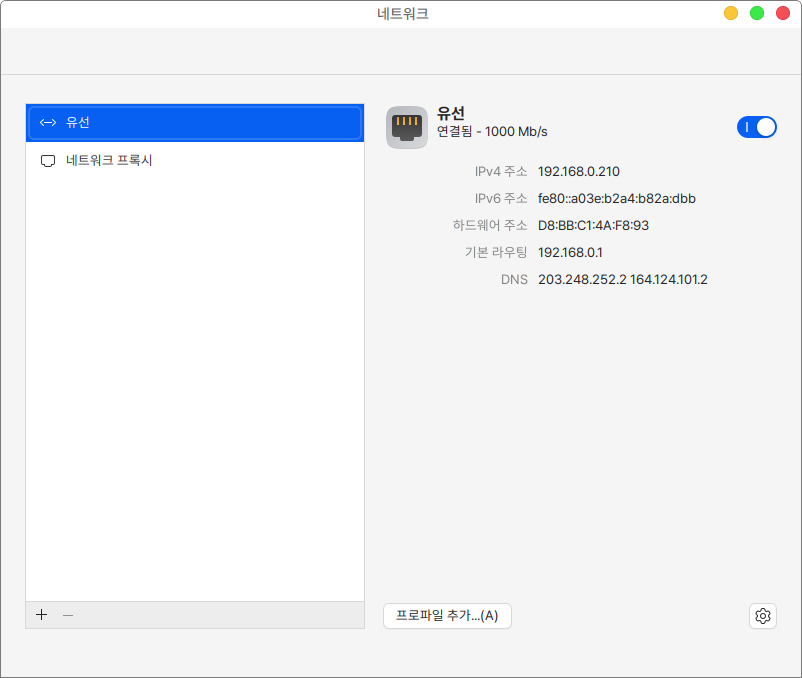 네트워크
유선
네트워크 프록시
유선
연결됨 - 1000 Mb/s
IPv4 주소 192.168.0.210
IPv6 주소 fe80::a03e:b2a4:b82a:dbb
하드웨어 주소 D8:BB:C1:4A:F8:93
기본 라우팅 192.168.0.1
DNS 203.248.252.2 164.124.101.2
프로파일 추가...(A)